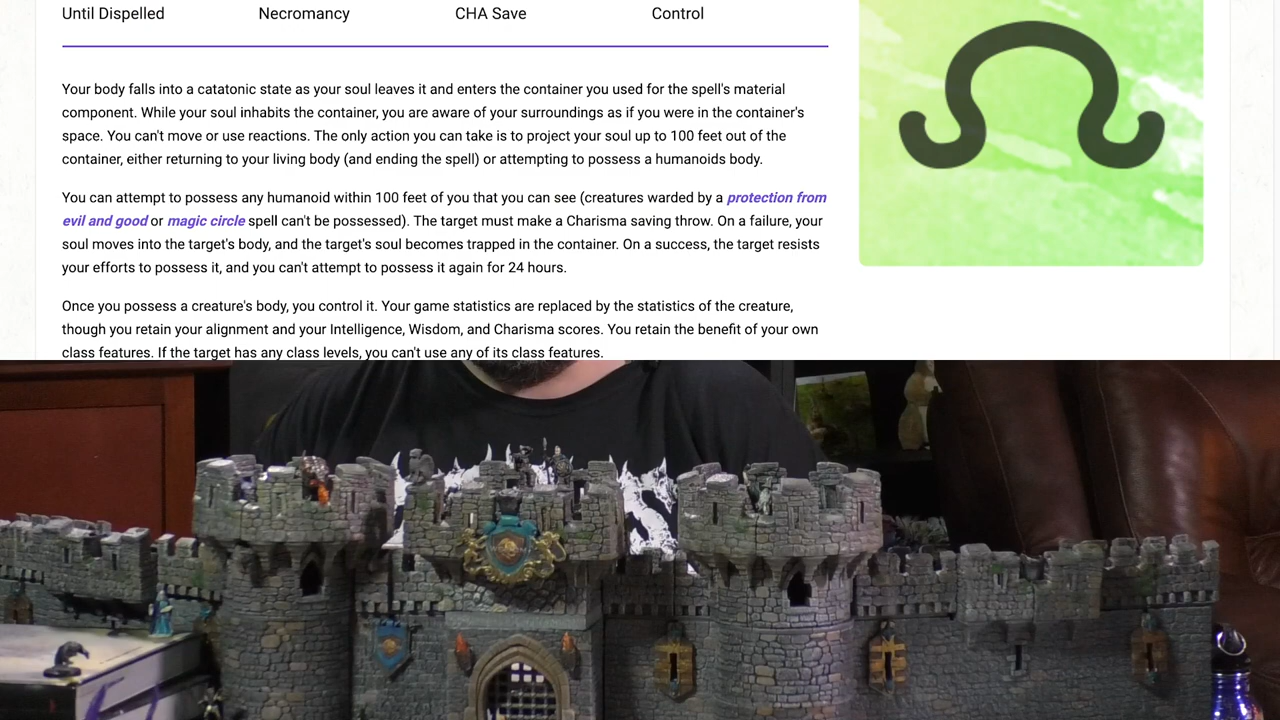 Until Dispelled Necromancy CHA Save Control
Your body falls into a catatonic state as your soul leaves it and enters the container you used for the spell's material
component. While your soul inhabits the container, you are aware of your surroundings as if you were in the container's
space. You can't move or use reactions. The only action you can take is to project your soul up to 100 feet out of the
container, either returning to your living body (and ending the spell) or attempting to possess a humanoids body.
You can attempt to possess any humanoid within 100 feet of you that you can see (creatures warded by a protection from
evil and good or magic circle spell can't be possessed). The target must make a Charisma saving throw. On a failure, your
soul moves into the target's body, and the target's soul becomes trapped in the container. On a success, the target resists
your efforts to possess it, and you can't attempt to possess it again for 24 hours.
Once you possess a creature's body, you control it. Your game statistics are replaced by the statistics of the creature,
though you retain your alignment and your Intelligence, Wisdom, and Charisma scores. You retain the benefit of your own
class features. If the target has any class levels, you can't use any of its class features.